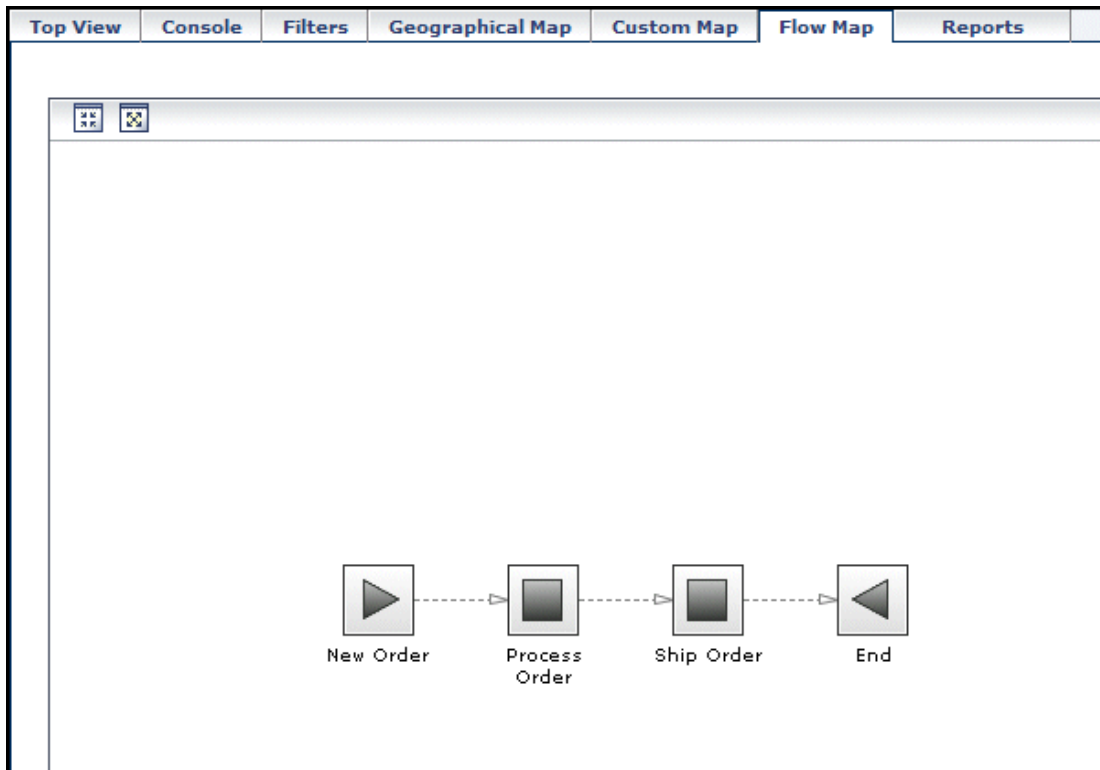 Top View Console Filters Geographical Map Custom Map Flow Map Reports
New Order Process Ship Order End
Order